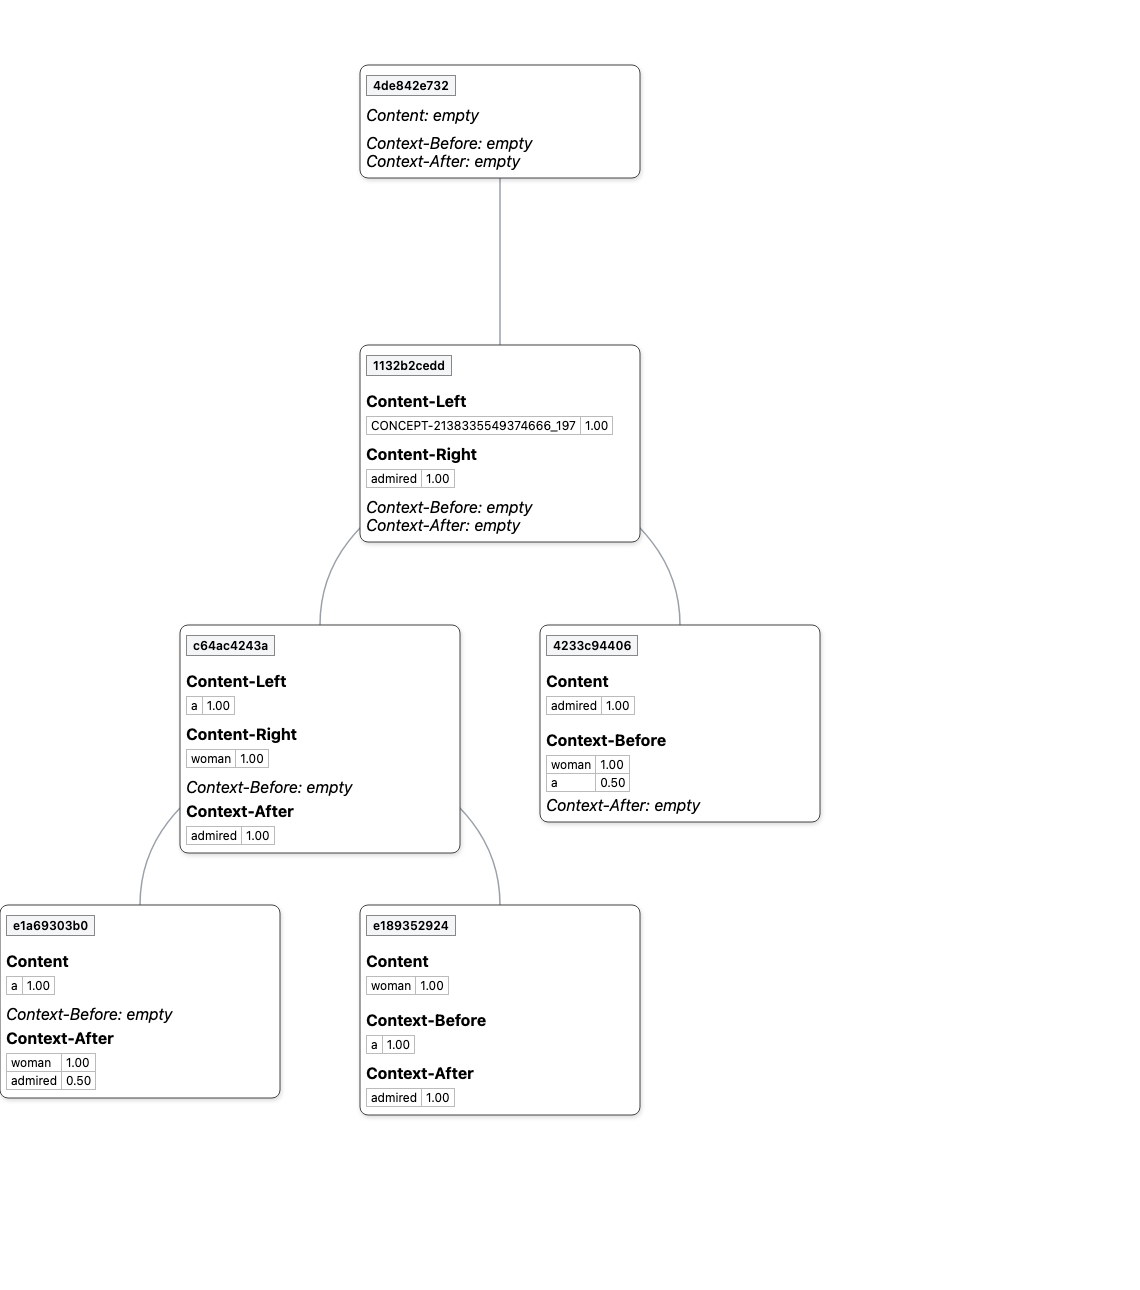 4de842e732
Content: empty
Context-Before: empty
Context-After: empty
1132b2cedd
Content-Left
CONCEPT-2138335549374666_197 1.00
Content-Right
admired 1.00
Context-Before: empty
Context-After: empty
c64ac4243a
Content-Left
a 1.00
Content-Right
woman 1.00
Context-Before: empty
Context-After
admired 1.00
4233c94406
Content
admired 1.00
Context-Before
woman 1.00
a 0.50
Context-After: empty
e1a69303b0
Content
a 1.00
Context-Before: empty
Context-After
woman 1.00
admired 0.50
e189352924
Content
woman 1.00
Context-Before
a 1.00
Context-After
admired 1.00